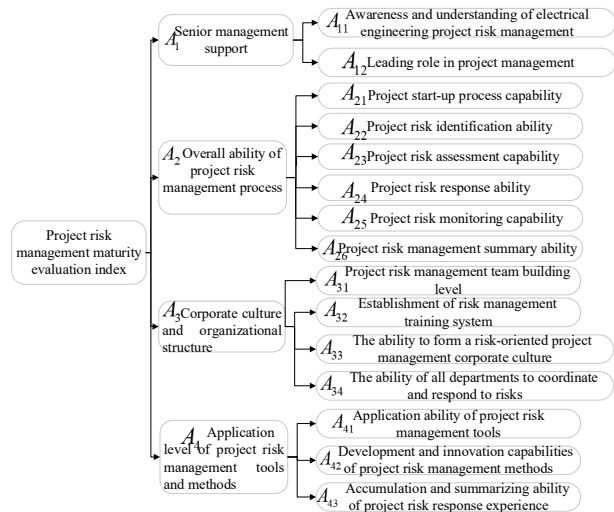 Project risk
management maturity
evaluation index
A1 Senior management
support
A11 Awareness and understanding of electrical
engineering project risk management
A12 Leading role in project management
A2 Overall ability of
project risk
management process
A21 Project start-up process capability
A22 Project risk identification ability
A23 Project risk assessment capability
A24 Project risk response ability
A25 Project risk monitoring capability
A26 Project risk management summary ability
A3 Corporate culture
and organizational
structure
A31 Project risk management team building
level
A32 Establishment of risk management
training system
A33 The ability to form a risk-oriented project
management corporate culture
A34 The ability of all departments to coordinate
and respond to risks
A4 Application
level of project risk
management tools
and methods
A41 Application ability of project risk
management tools
A42 Development and innovation capabilities
of project risk management methods
A43 Accumulation and summarizing ability
of project risk response experience